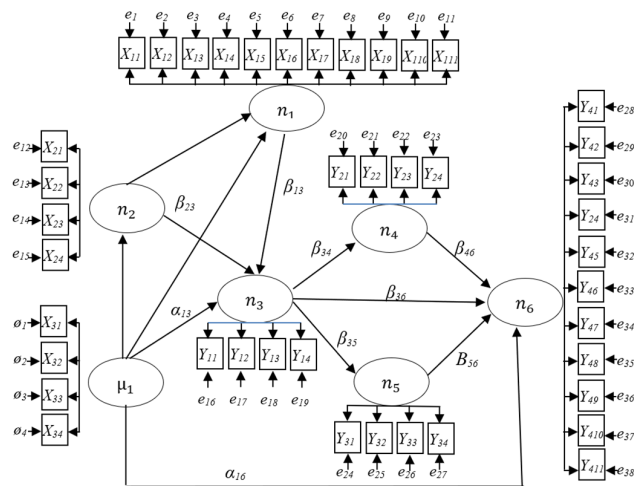 e1 e2 e3 e4 e5 e6 e7 e8 e9 e10 e11
X11 X12 X13 X14 X15 X16 X17 X18 X19 X110 X111
n1
e12 X21
e13 X22
e14 X23
e15 X24
n2
β23
β13
e20 e21 e22 e23
Y21 Y22 Y23 Y24
n4
β34
β46
α13
n3
β36
n6
β35
Β56
Y11 Y12 Y13 Y14
e16 e17 e18 e19
n5
Y31 Y32 Y33 Y34
e24 e25 e26 e27
ø1 X31
ø2 X32
ø3 X33
ø4 X34
μ1
α16
Y41 e28
Y42 e29
Y43 e30
Y24 e31
Y45 e32
Y46 e33
Y47 e34
Y48 e35
Y49 e36
Y410 e37
Y411 e38